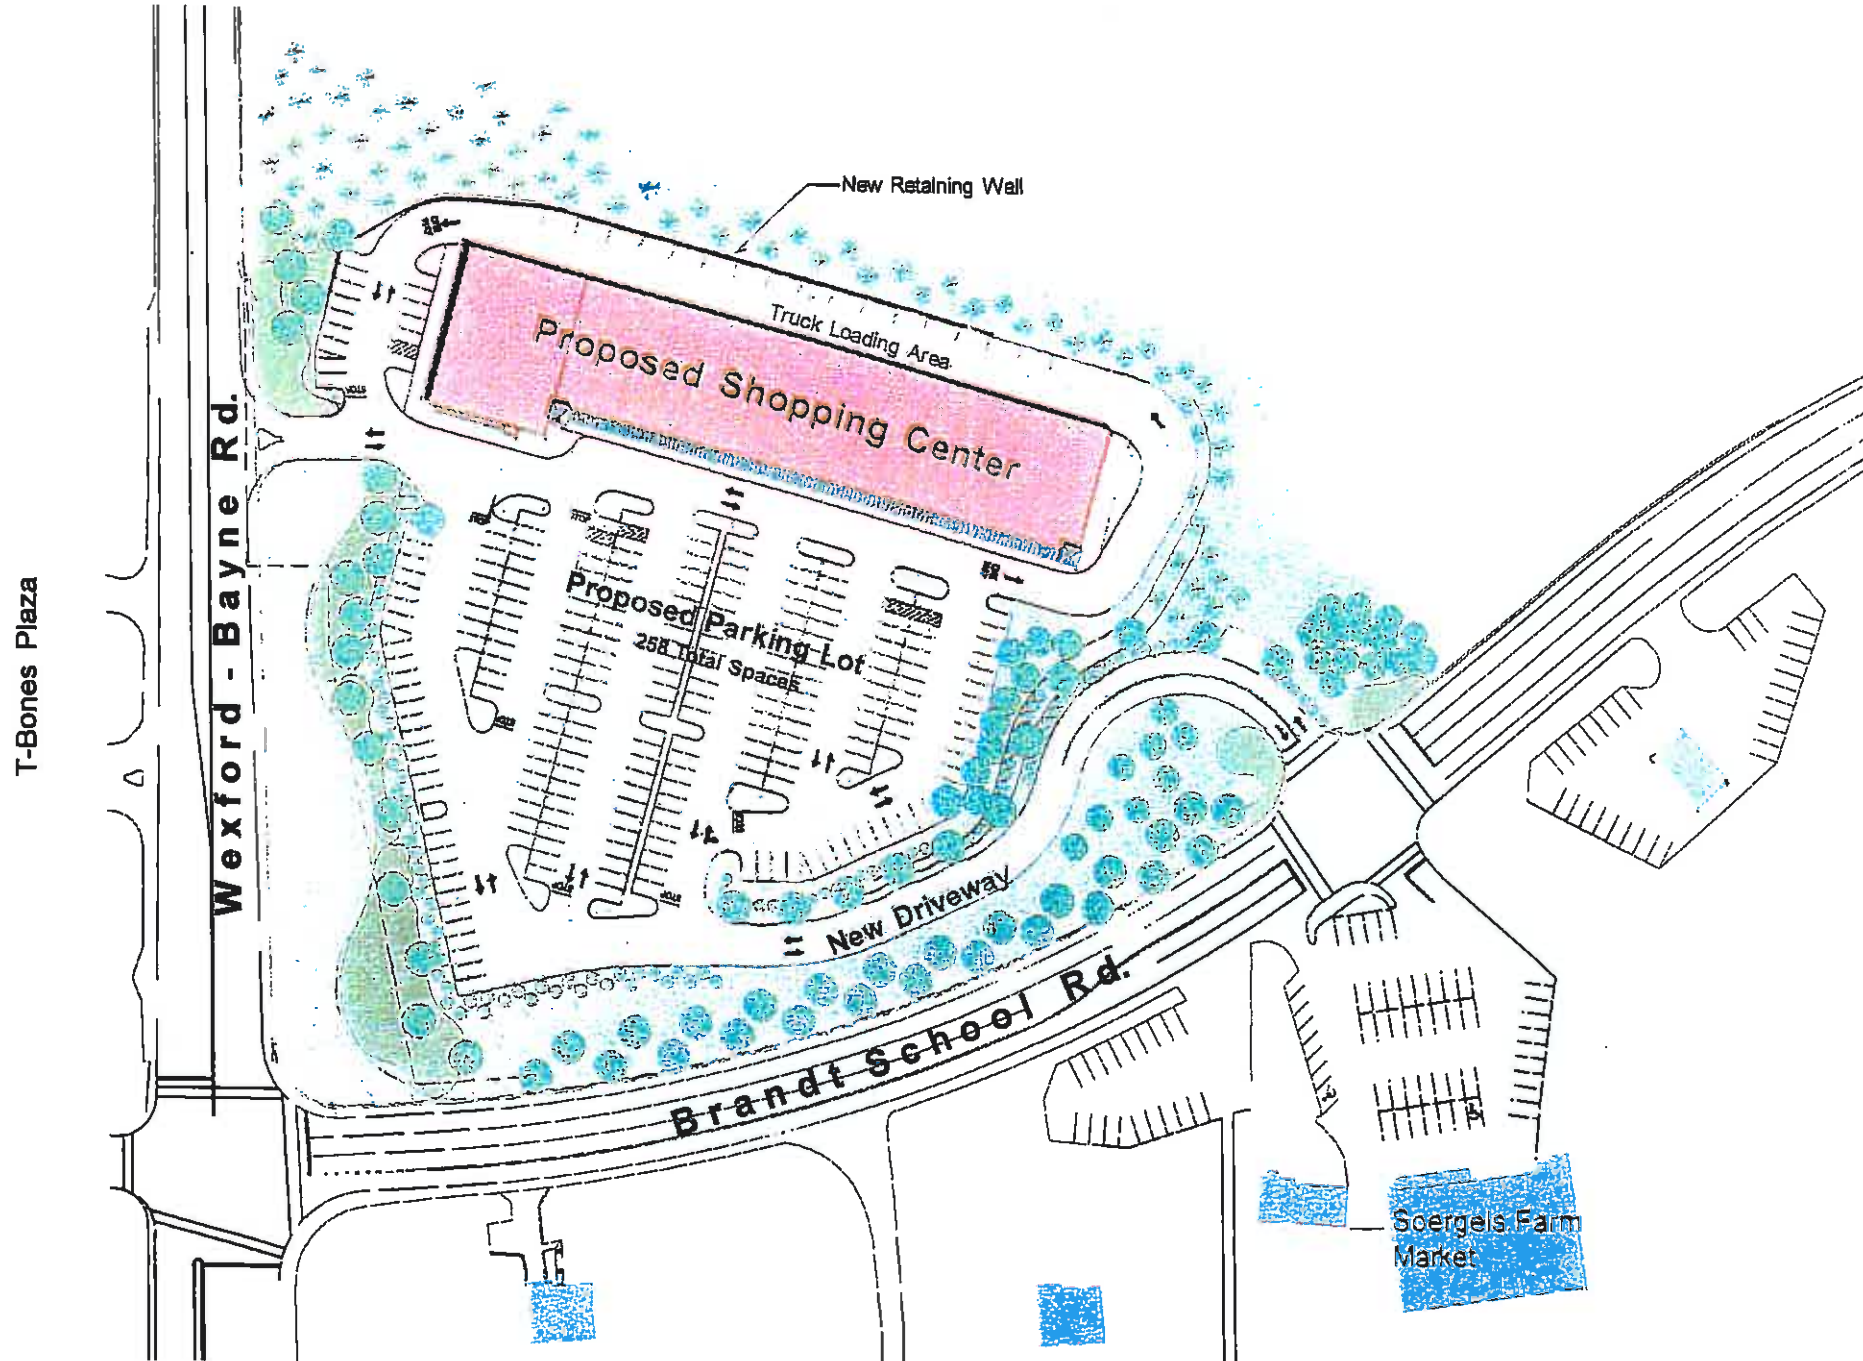 New Retaining Wall
Truck Loading Area
Proposed Shopping Center
Wexford - Bayne Rd.
T-Bones Plaza
Proposed Parking Lot
258 Total Spaces
New Driveway
Brandt School Rd.
Soergels Farm
Market